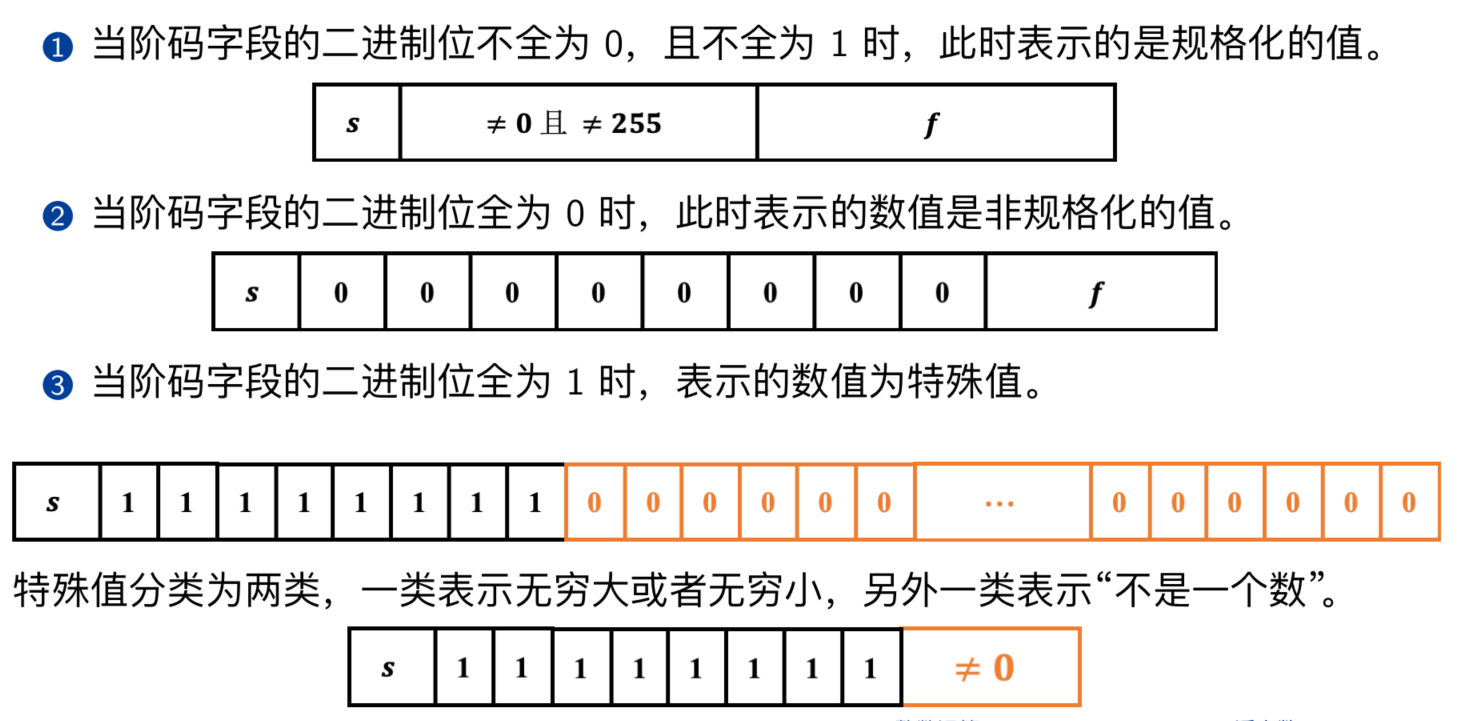 1 当阶码字段的二进制位不全为 0，且不全为 1 时，此时表示的是规格化的值。
s ≠ 0 且 ≠ 255 f
2 当阶码字段的二进制位全为 0 时，此时表示的数值是非规格化的值。
s 0 0 0 0 0 0 0 0 f
3 当阶码字段的二进制位全为 1 时，表示的数值为特殊值。
s 1 1 1 1 1 1 1 1 0 0 0 0 0 0 ⋯ 0 0 0 0 0 0
特殊值分类为两类，一类表示无穷大或者无穷小，另外一类表示“不是一个数”。
s 1 1 1 1 1 1 1 1 ≠ 0